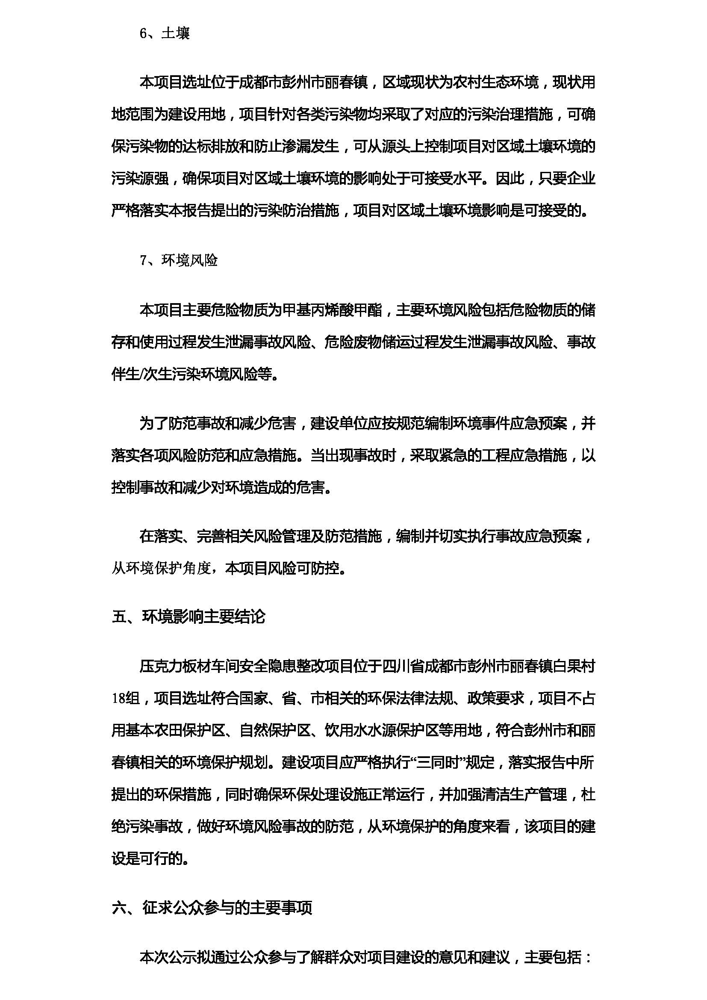 6、土壤
本项目选址位于成都市彭州市丽春镇，区域现状为农村生态环境，现状用
地范围为建设用地，项目针对各类污染物均采取了对应的污染治理措施，可确
保污染物的达标排放和防止渗漏发生，可从源头上控制项目对区域土壤环境的
污染源强，确保项目对区域土壤环境的影响处于可接受水平。因此，只要企业
严格落实本报告提出的污染防治措施，项目对区域土壤环境影响是可接受的。
7、环境风险
本项目主要危险物质为甲基丙烯酸甲酯，主要环境风险包括危险物质的储
存和使用过程发生泄漏事故风险、危险废物储运过程发生泄漏事故风险、事故
伴生/次生污染环境风险等。
为了防范事故和减少危害，建设单位应按规范编制环境事件应急预案，并
落实各项风险防范和应急措施。当出现事故时，采取紧急的工程应急措施，以
控制事故和减少对环境造成的危害。
在落实、完善相关风险管理及防范措施，编制并切实执行事故应急预案，
从环境保护角度，本项目风险可防控。
五、环境影响主要结论
压克力板材车间安全隐患整改项目位于四川省成都市彭州市丽春镇白果村
18组，项目选址符合国家、省、市相关的环保法律法规、政策要求，项目不占
用基本农田保护区、自然保护区、饮用水水源保护区等用地，符合彭州市和丽
春镇相关的环境保护规划。建设项目应严格执行“三同时”规定，落实报告中所
提出的环保措施，同时确保环保处理设施正常运行，并加强清洁生产管理，杜
绝污染事故，做好环境风险事故的防范，从环境保护的角度来看，该项目的建
设是可行的。
六、征求公众参与的主要事项
本次公示拟通过公众参与了解群众对项目建设的意见和建议，主要包括：